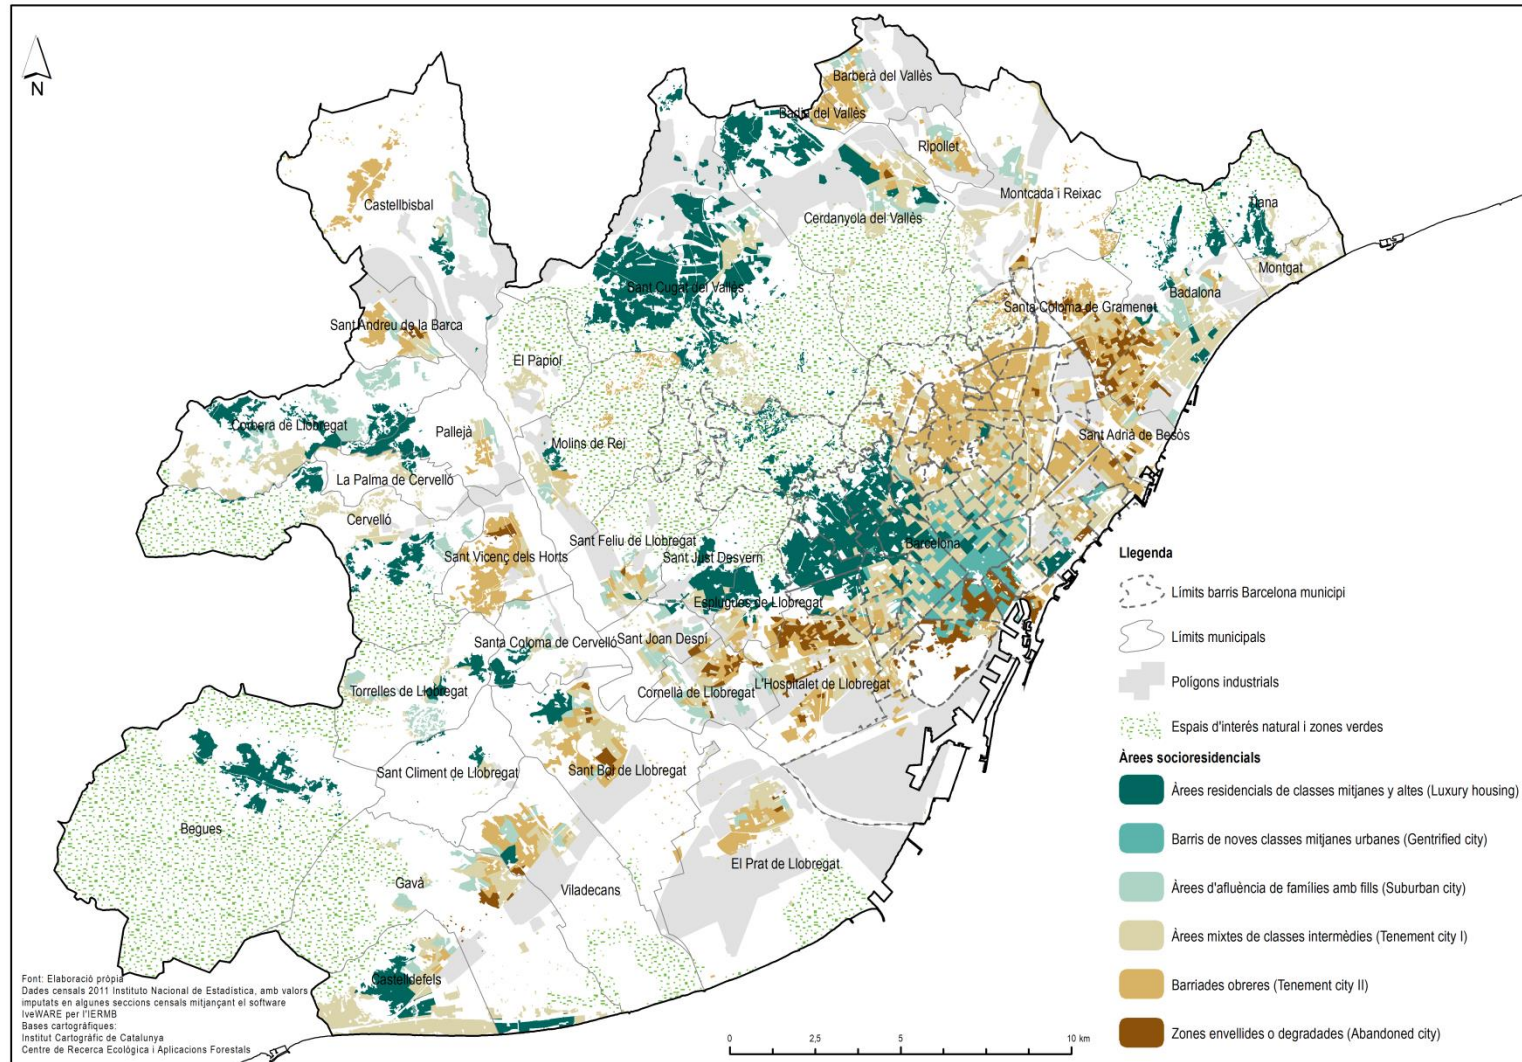 N
Barberà del Vallès
Badia del Vallès
Ripollet
Castellbisbal
Cerdanyola del Vallès
Montcada i Reixac
Tiana
Montgat
Sant Cugat del Vallès
Badalona
Santa Coloma de Gramenet
Sant Andreu de la Barca
El Papiol
Corbera de Llobregat
Pallejà
Molins de Rei
Sant Adrià de Besòs
La Palma de Cervelló
Cervelló
Sant Feliu de Llobregat
Sant Vicenç dels Horts
Sant Just Desvern
Barcelona
Esplugues de Llobregat
Santa Coloma de Cervelló
Sant Joan Despí
Torrelles de Llobregat
Cornellà de Llobregat
L'Hospitalet de Llobregat
Sant Climent de Llobregat
Sant Boi de Llobregat
Begues
El Prat de Llobregat
Gavà
Viladecans
Castelldefels
Llegenda
Límits barris Barcelona municipi
Límits municipals
Polígons industrials
Espais d'interés natural i zones verdes
Àrees socioresidencials
Àrees residencials de classes mitjanes y altes (Luxury housing)
Barris de noves classes mitjanes urbanes (Gentrified city)
Àrees d'afluència de famílies amb fills (Suburban city)
Àrees mixtes de classes intermèdies (Tenement city I)
Barriades obreres (Tenement city II)
Zones envellides o degradades (Abandoned city)
Font: Elaboració pròpia
Dades censals 2011 Instituto Nacional de Estadística, amb valors
imputats en algunes seccions censals mitjançant el software
IveWARE per l'IERMB
Bases cartogràfiques:
Institut Cartogràfic de Catalunya
Centre de Recerca Ecològica i Aplicacions Forestals
0 2,5 5 10 km